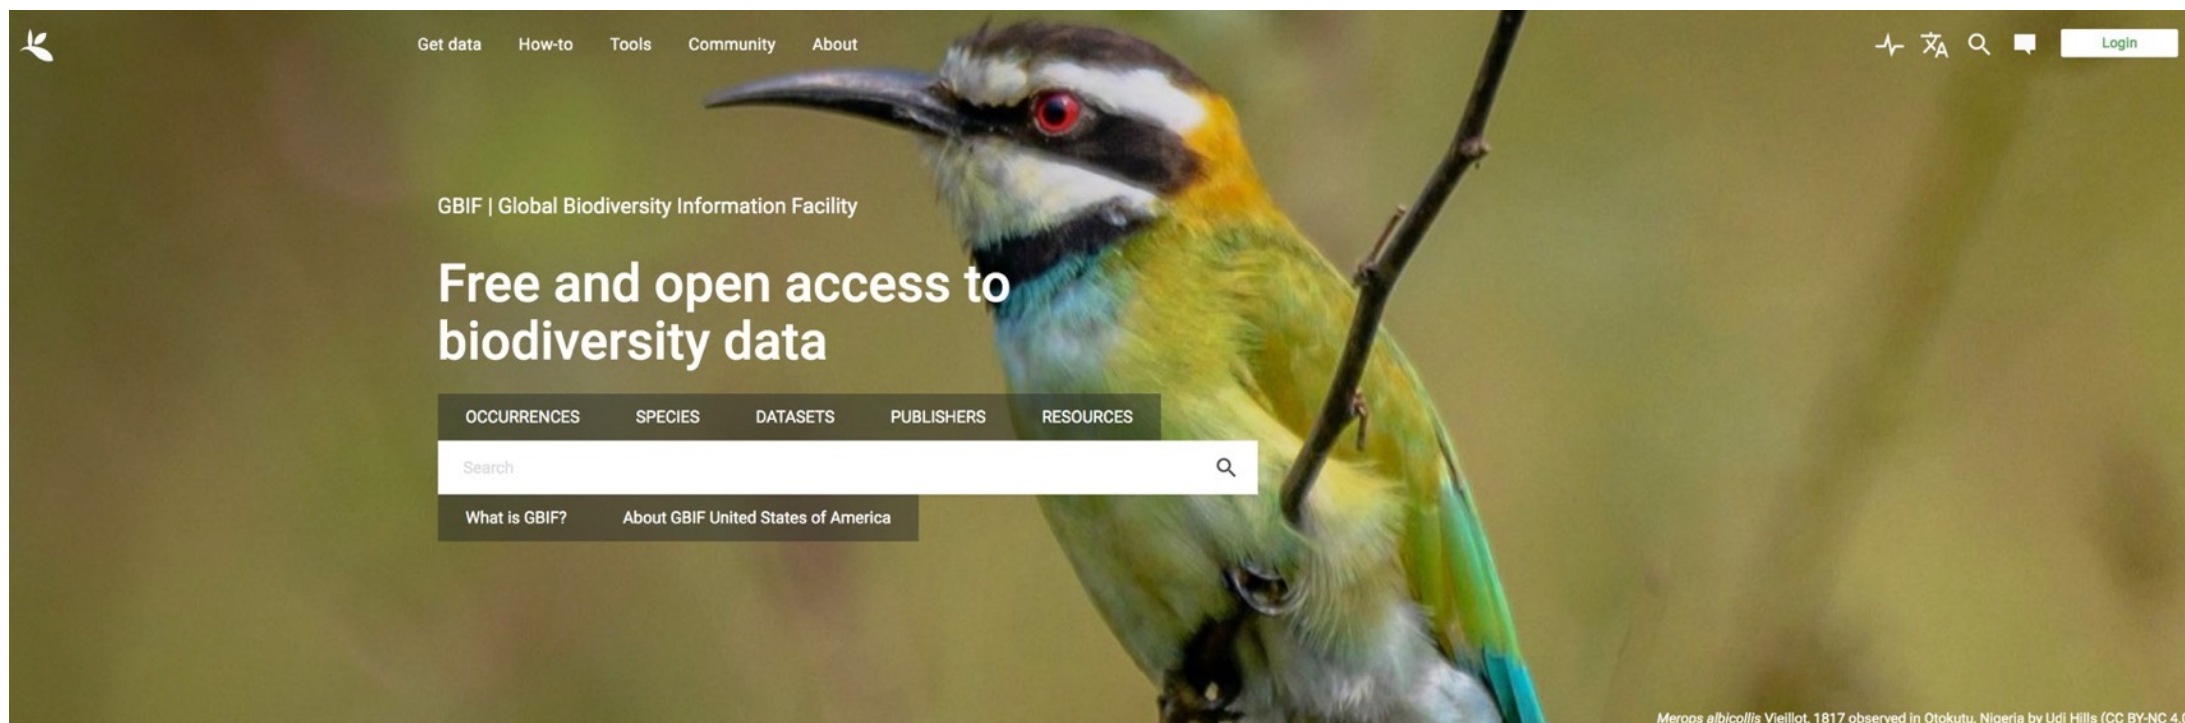 Get data How-to Tools Community About Login
GBIF | Global Biodiversity Information Facility
Free and open access to
biodiversity data
OCCURRENCES SPECIES DATASETS PUBLISHERS RESOURCES
Search
What is GBIF? About GBIF United States of America
Merops albicollis Vieillot, 1817 observed in Otokutu, Nigeria by Udi Hills (CC BY-NC 4.0